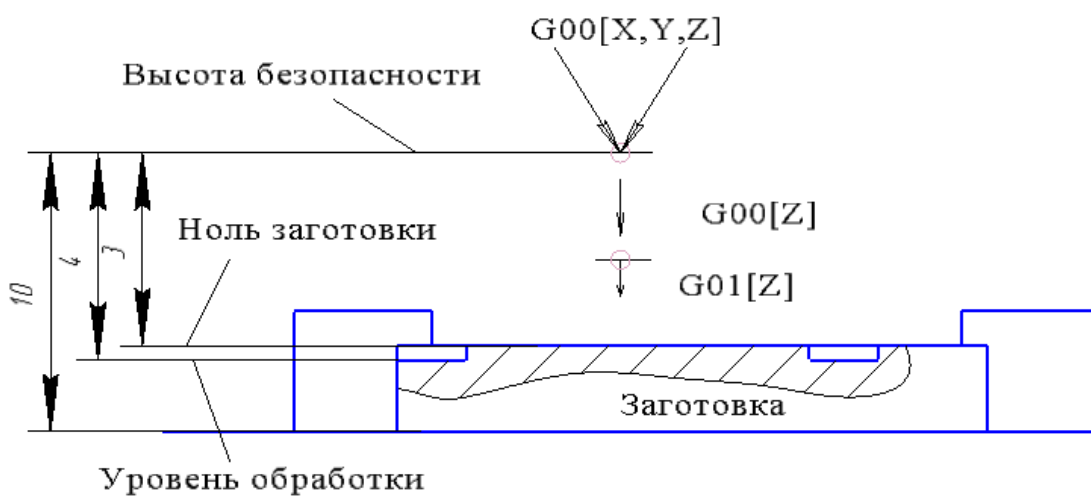 G00[X,Y,Z]
Высота безопасности
G00[Z]
Ноль заготовки
10
4
3
G01[Z]
Заготовка
Уровень обработки